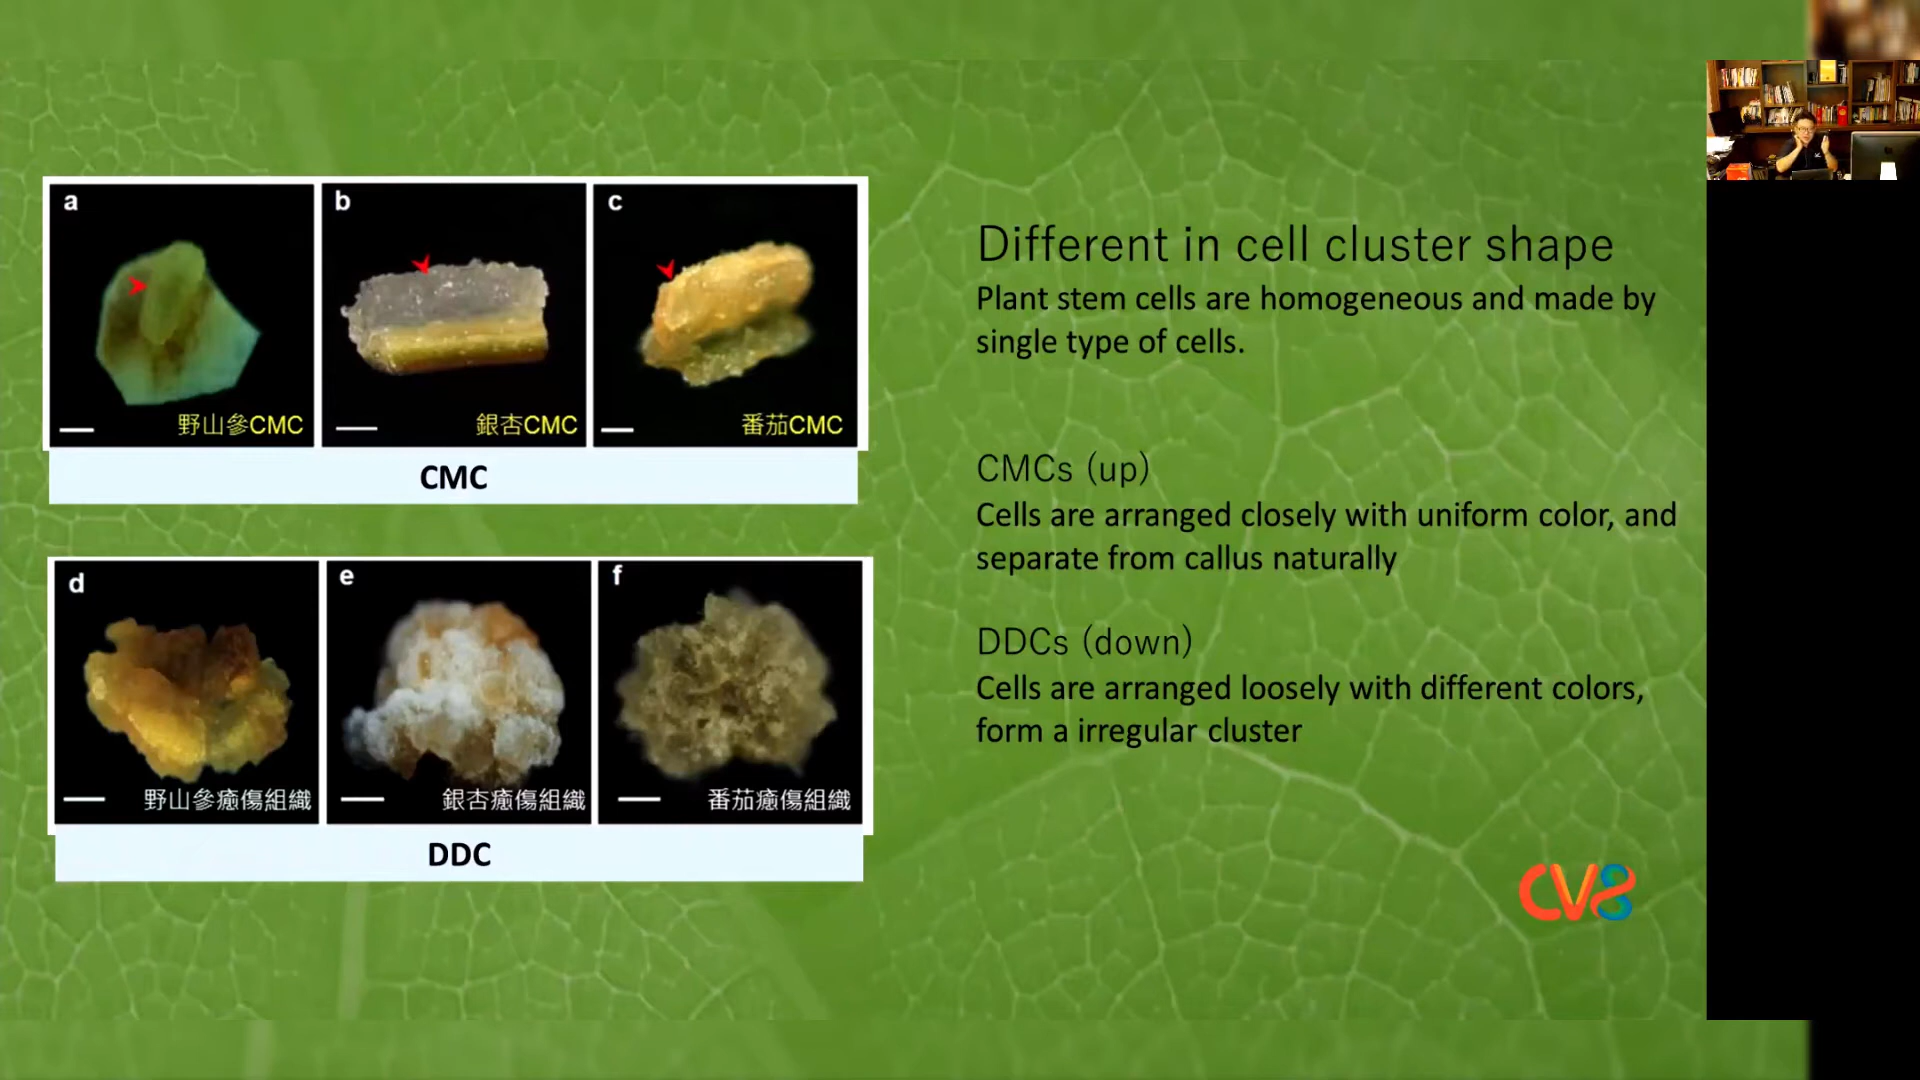 a
b
c
野山參CMC
銀杏CMC
番茄CMC
CMC
d
e
f
野山參癒傷組織
銀杏癒傷組織
番茄癒傷組織
DDC
Different in cell cluster shape
Plant stem cells are homogeneous and made by
single type of cells.
CMCs (up)
Cells are arranged closely with uniform color, and
separate from callus naturally
DDCs (down)
Cells are arranged loosely with different colors,
form a irregular cluster
CV8